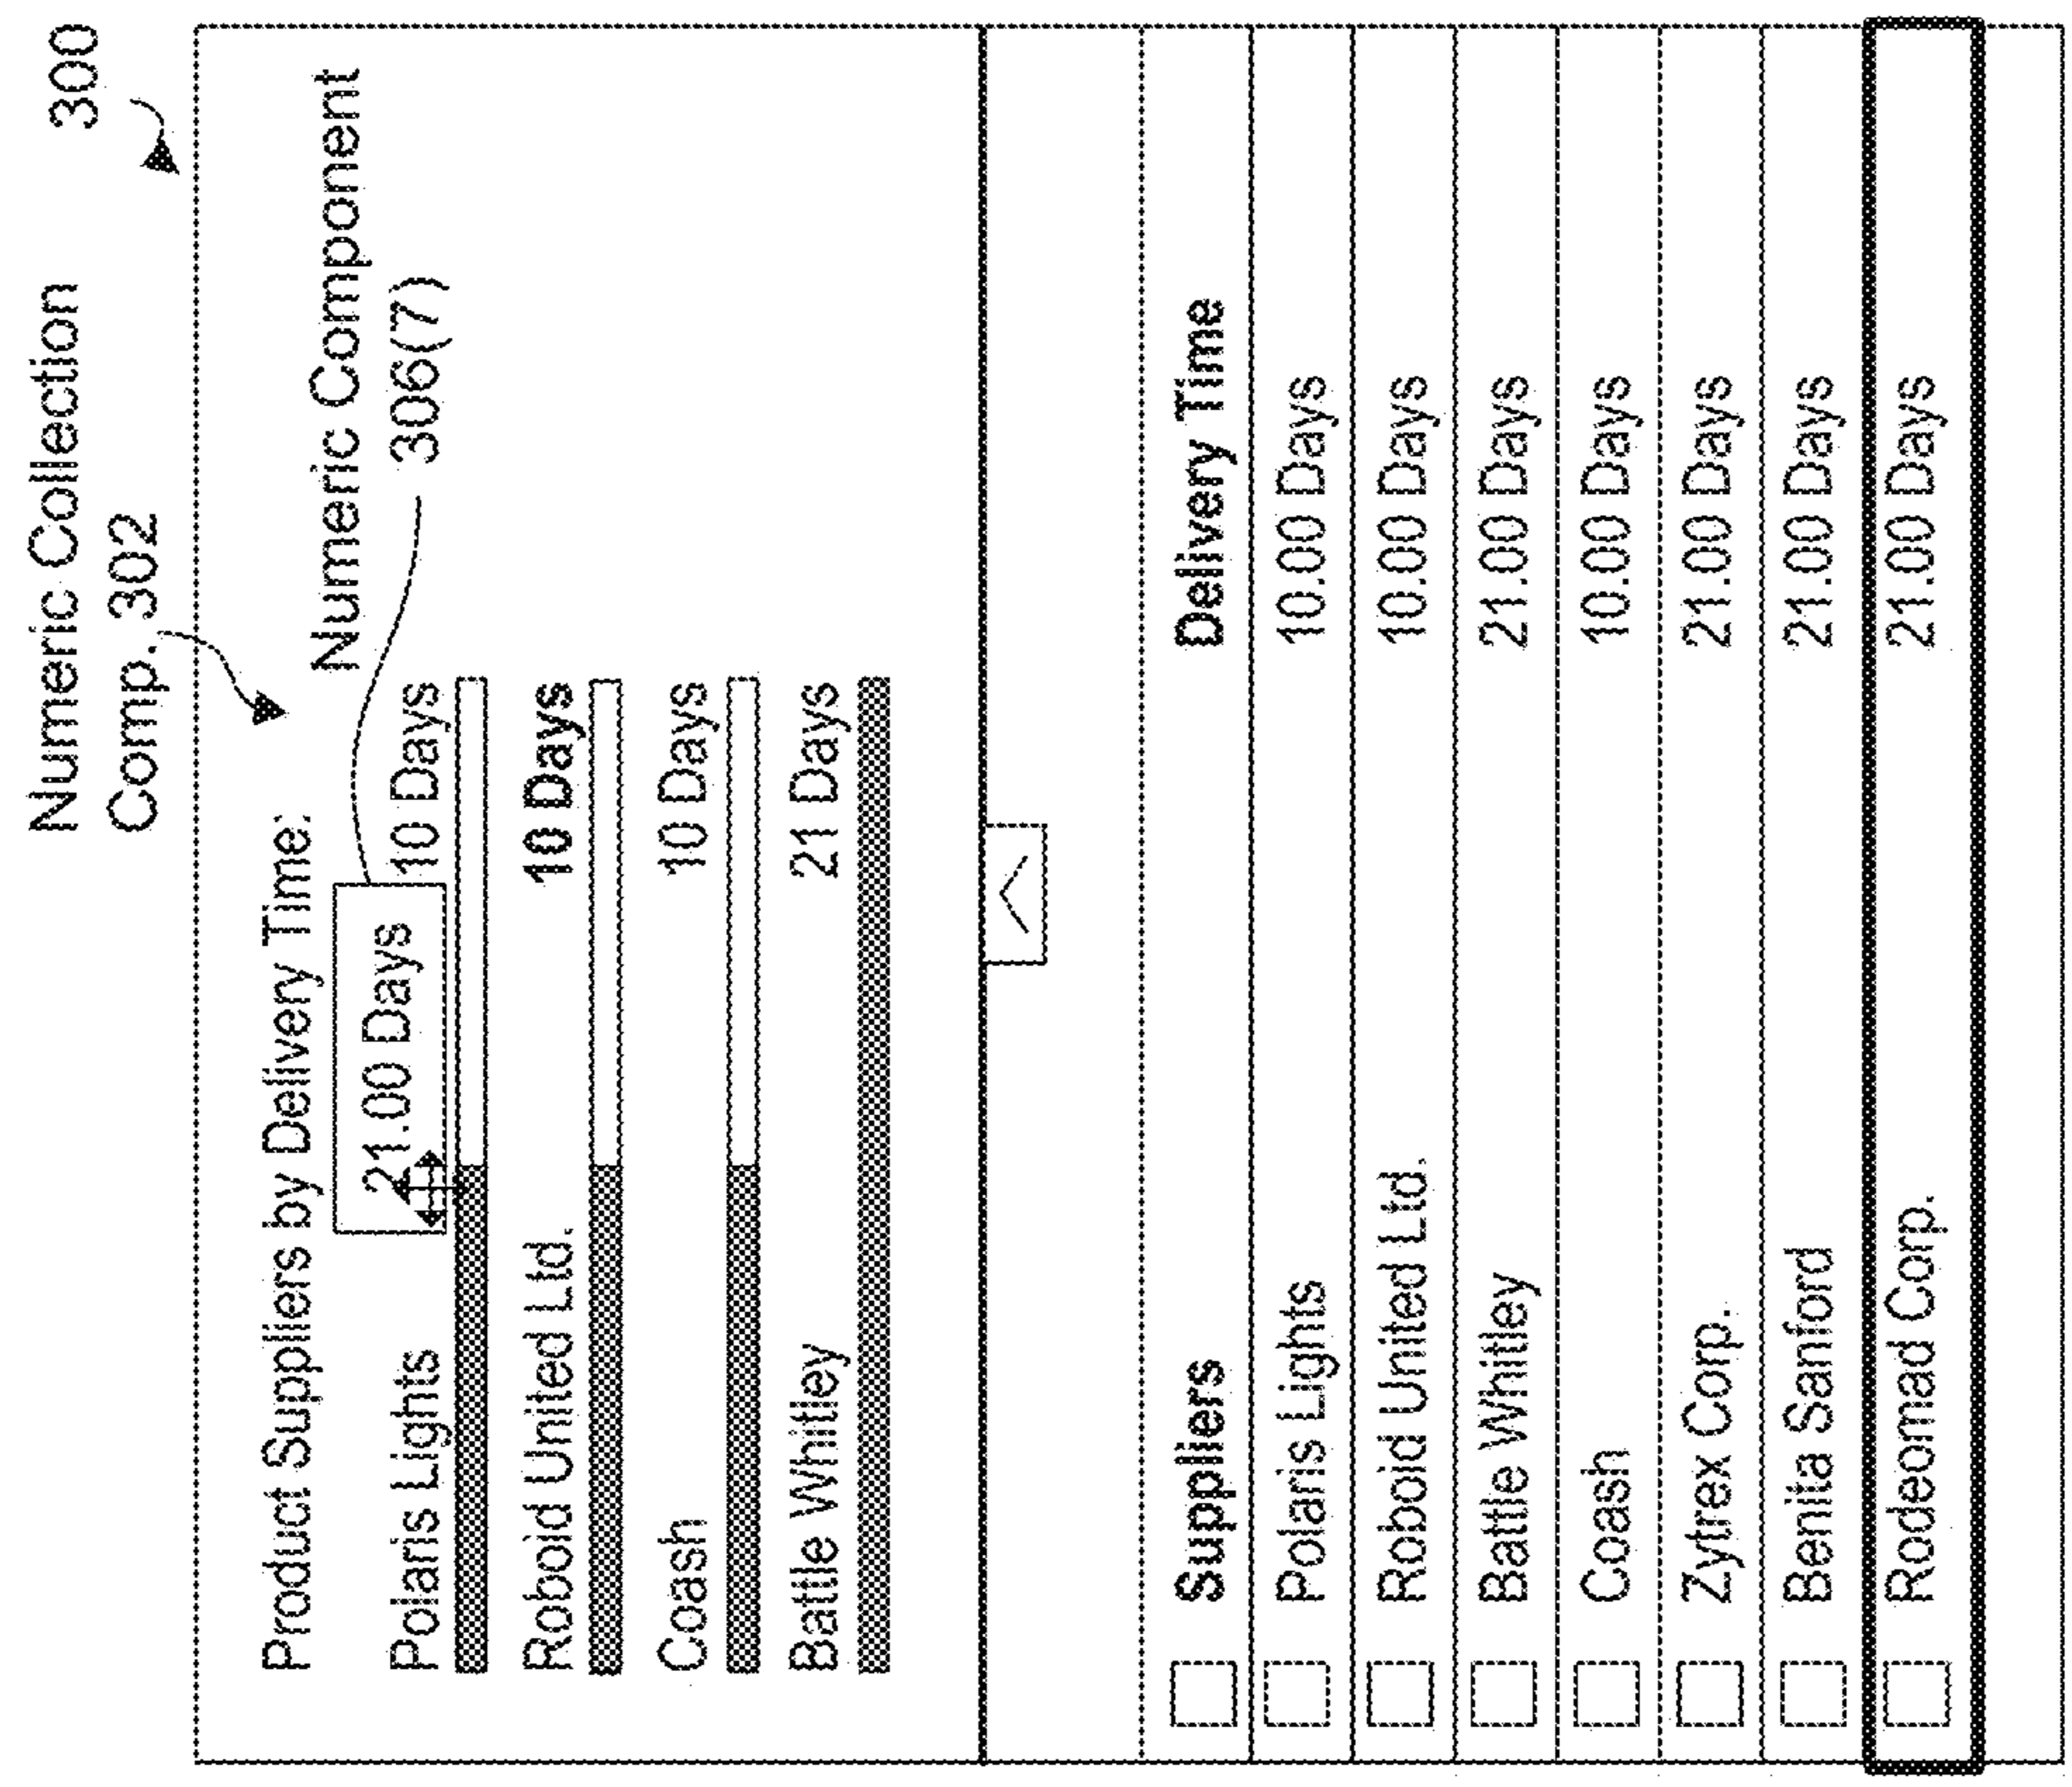 Numeric Collection
Comp. 302
300
Product Suppliers by Delivery Time:
Numeric Component
306(7)
21.00 Days
Polaris Lights 10 Days
Roboid United Ltd. 10 Days
Coash 10 Days
Battle Whitley 21 Days
Suppliers Delivery Time
Polaris Lights 10.00 Days
Roboid United Ltd. 10.00 Days
Battle Whitley 21.00 Days
Coash 10.00 Days
Zytrex Corp. 21.00 Days
Benita Sanford 21.00 Days
Rodeomad Corp. 21.00 Days